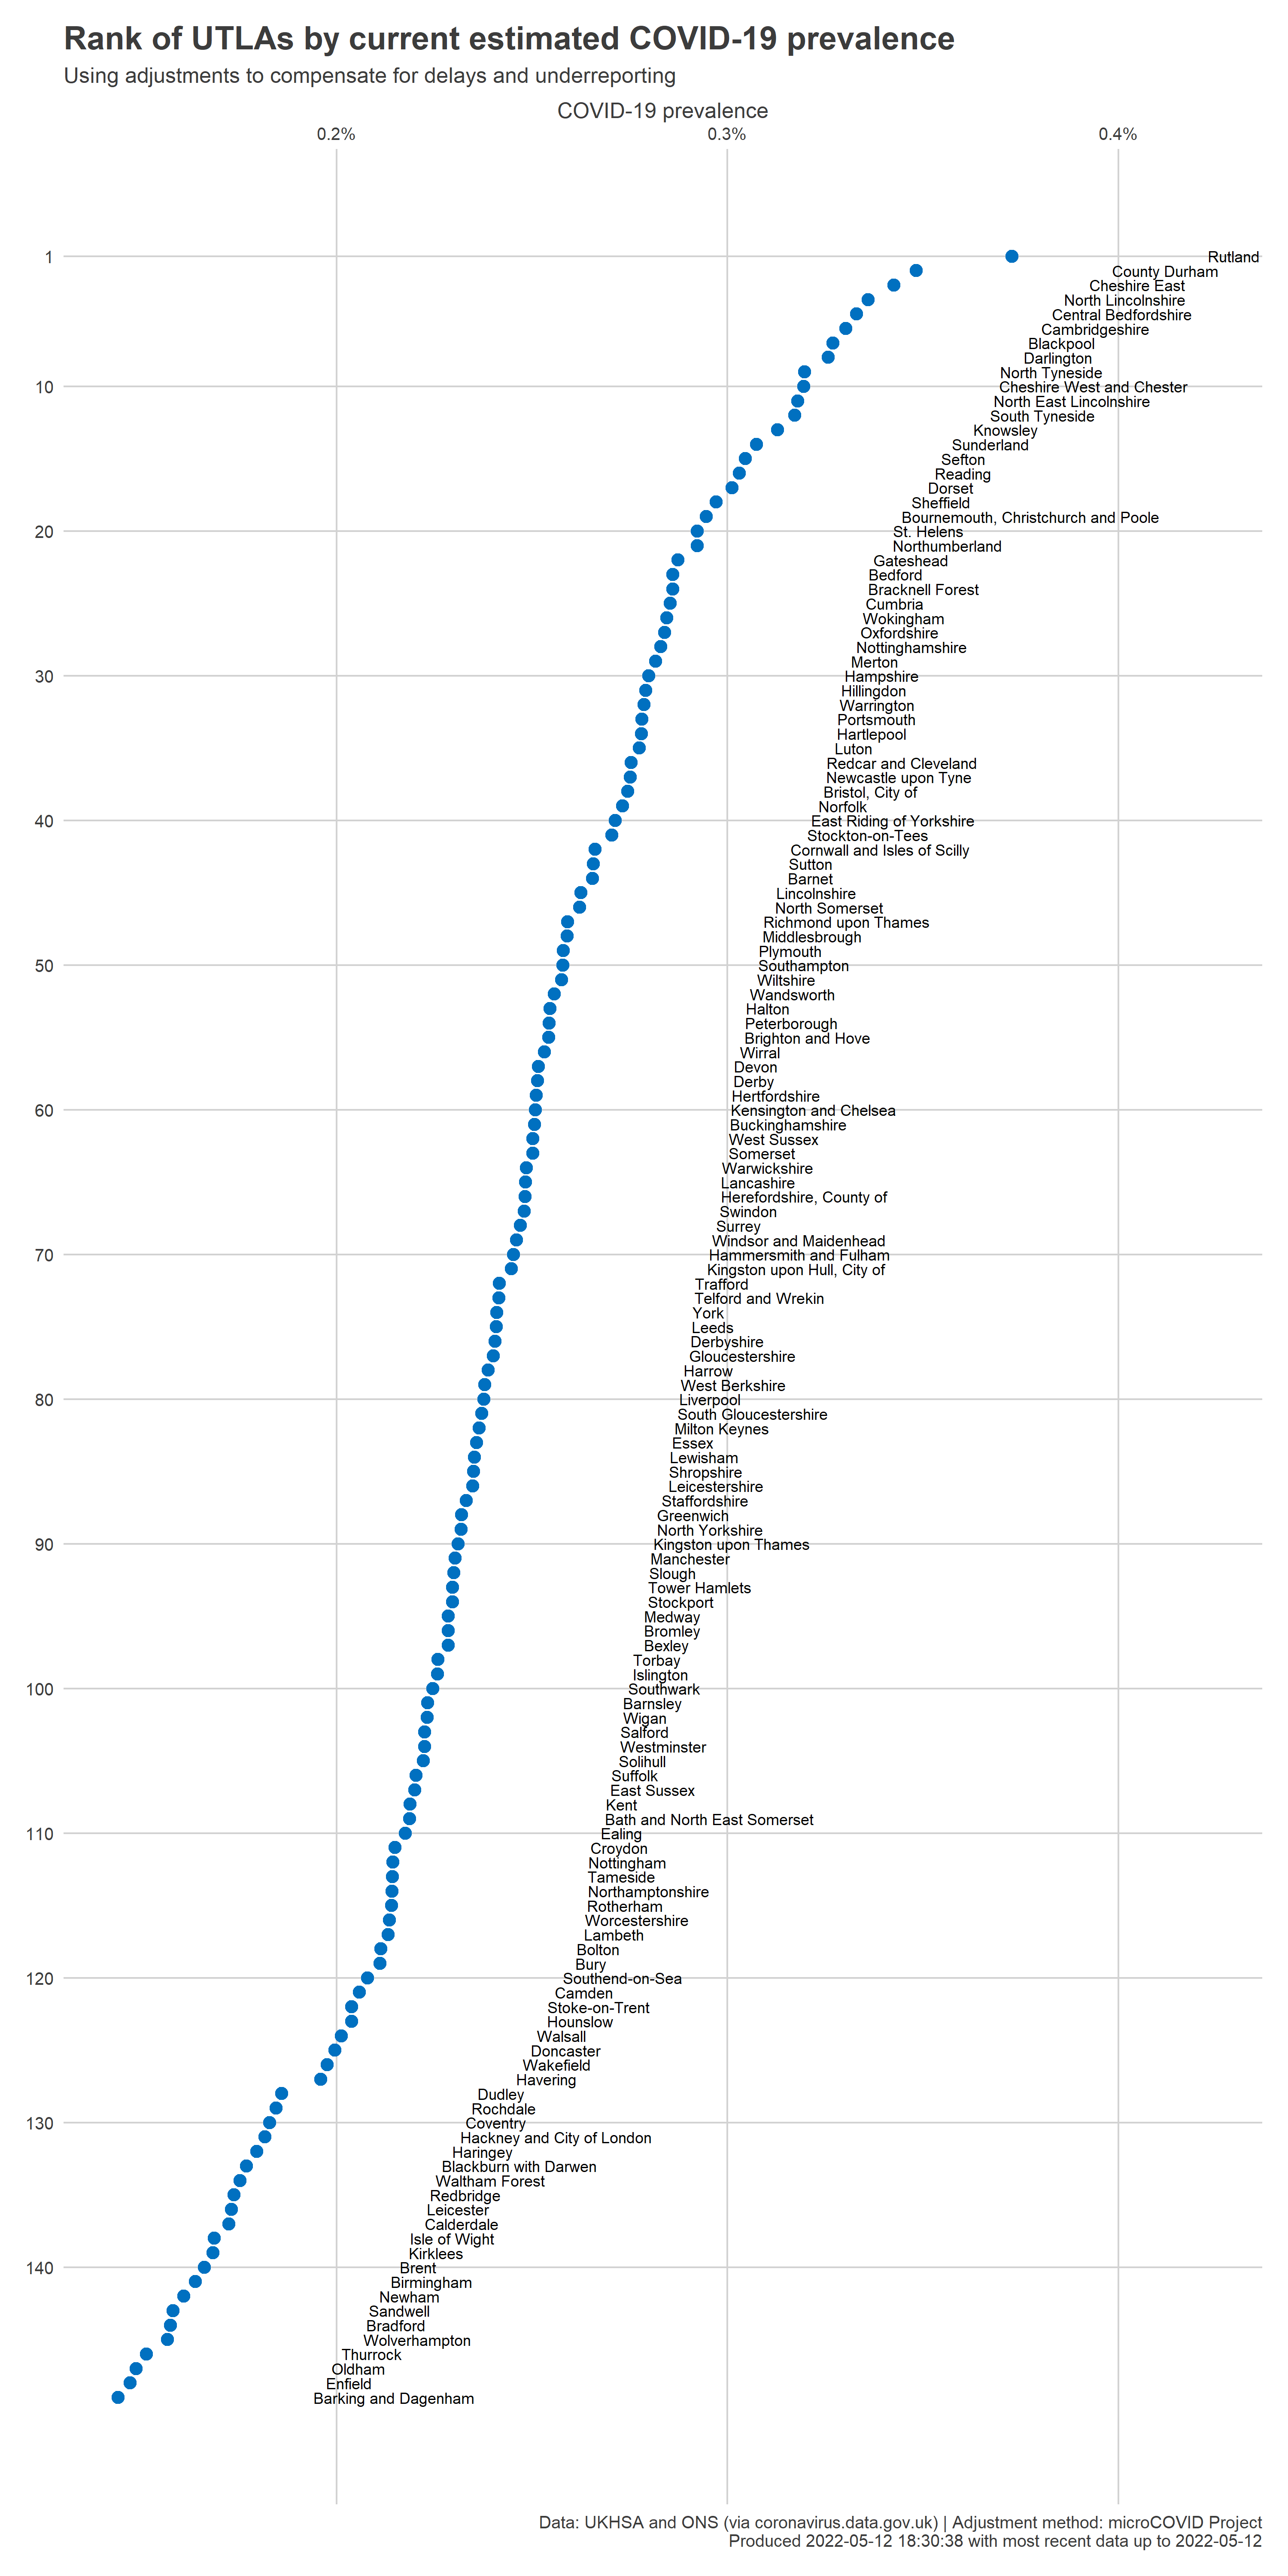 Rank of UTLAs by current estimated COVID-19 prevalence
Using adjustments to compensate for delays and underreporting
COVID-19 prevalence
0.2% 0.3% 0.4%
1 Rutland
County Durham
Cheshire East
North Lincolnshire
Central Bedfordshire
Cambridgeshire
Blackpool
Darlington
North Tyneside
10 Cheshire West and Chester
North East Lincolnshire
South Tyneside
Knowsley
Sunderland
Sefton
Reading
Dorset
Sheffield
Bournemouth, Christchurch and Poole
20 St. Helens
Northumberland
Gateshead
Bedford
Bracknell Forest
Cumbria
Wokingham
Oxfordshire
Nottinghamshire
Merton
30 Hampshire
Hillingdon
Warrington
Portsmouth
Hartlepool
Luton
Redcar and Cleveland
Newcastle upon Tyne
Bristol, City of
Norfolk
40 East Riding of Yorkshire
Stockton-on-Tees
Cornwall and Isles of Scilly
Sutton
Barnet
Lincolnshire
North Somerset
Richmond upon Thames
Middlesbrough
Plymouth
50 Southampton
Wiltshire
Wandsworth
Halton
Peterborough
Brighton and Hove
Wirral
Devon
Derby
Hertfordshire
60 Kensington and Chelsea
Buckinghamshire
West Sussex
Somerset
Warwickshire
Lancashire
Herefordshire, County of
Swindon
Surrey
Windsor and Maidenhead
70 Hammersmith and Fulham
Kingston upon Hull, City of
Trafford
Telford and Wrekin
York
Leeds
Derbyshire
Gloucestershire
Harrow
West Berkshire
80 Liverpool
South Gloucestershire
Milton Keynes
Essex
Lewisham
Shropshire
Leicestershire
Staffordshire
Greenwich
North Yorkshire
90 Kingston upon Thames
Manchester
Slough
Tower Hamlets
Stockport
Medway
Bromley
Bexley
Torbay
Islington
100 Southwark
Barnsley
Wigan
Salford
Westminster
Solihull
Suffolk
East Sussex
Kent
Bath and North East Somerset
110 Ealing
Croydon
Nottingham
Tameside
Northamptonshire
Rotherham
Worcestershire
Lambeth
Bolton
Bury
120 Southend-on-Sea
Camden
Stoke-on-Trent
Hounslow
Walsall
Doncaster
Wakefield
Havering
Dudley
Rochdale
130 Coventry
Hackney and City of London
Haringey
Blackburn with Darwen
Waltham Forest
Redbridge
Leicester
Calderdale
Isle of Wight
Kirklees
140 Brent
Birmingham
Newham
Sandwell
Bradford
Wolverhampton
Thurrock
Oldham
Enfield
Barking and Dagenham
Data: UKHSA and ONS (via coronavirus.data.gov.uk) | Adjustment method: microCOVID Project
Produced 2022-05-12 18:30:38 with most recent data up to 2022-05-12